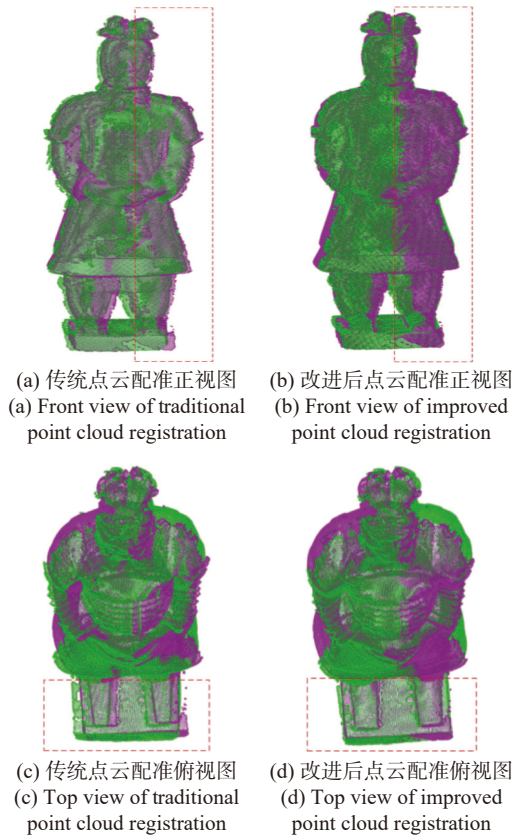 (a) 传统点云配准正视图
(a) Front view of traditional
point cloud registration
(b) 改进后点云配准正视图
(b) Front view of improved
point cloud registration
(c) 传统点云配准俯视图
(c) Top view of traditional
point cloud registration
(d) 改进后点云配准俯视图
(d) Top view of improved
point cloud registration